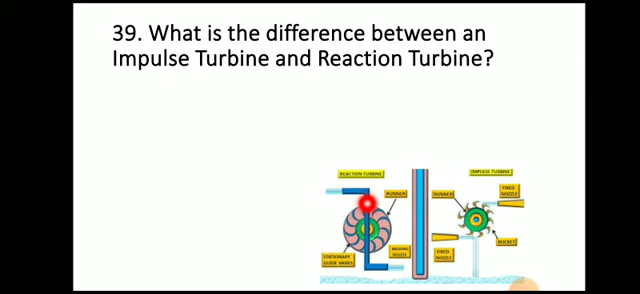 39. What is the difference between an
Impulse Turbine and Reaction Turbine?
REACTION TURBINE
IMPULSE TURBINE
RUNNER
RUNNER
FIXED
NOZZLE
BUCKET
STATIONARY
GUIDE VANES
MOVING
NOZZLE
FIXED
NOZZLE